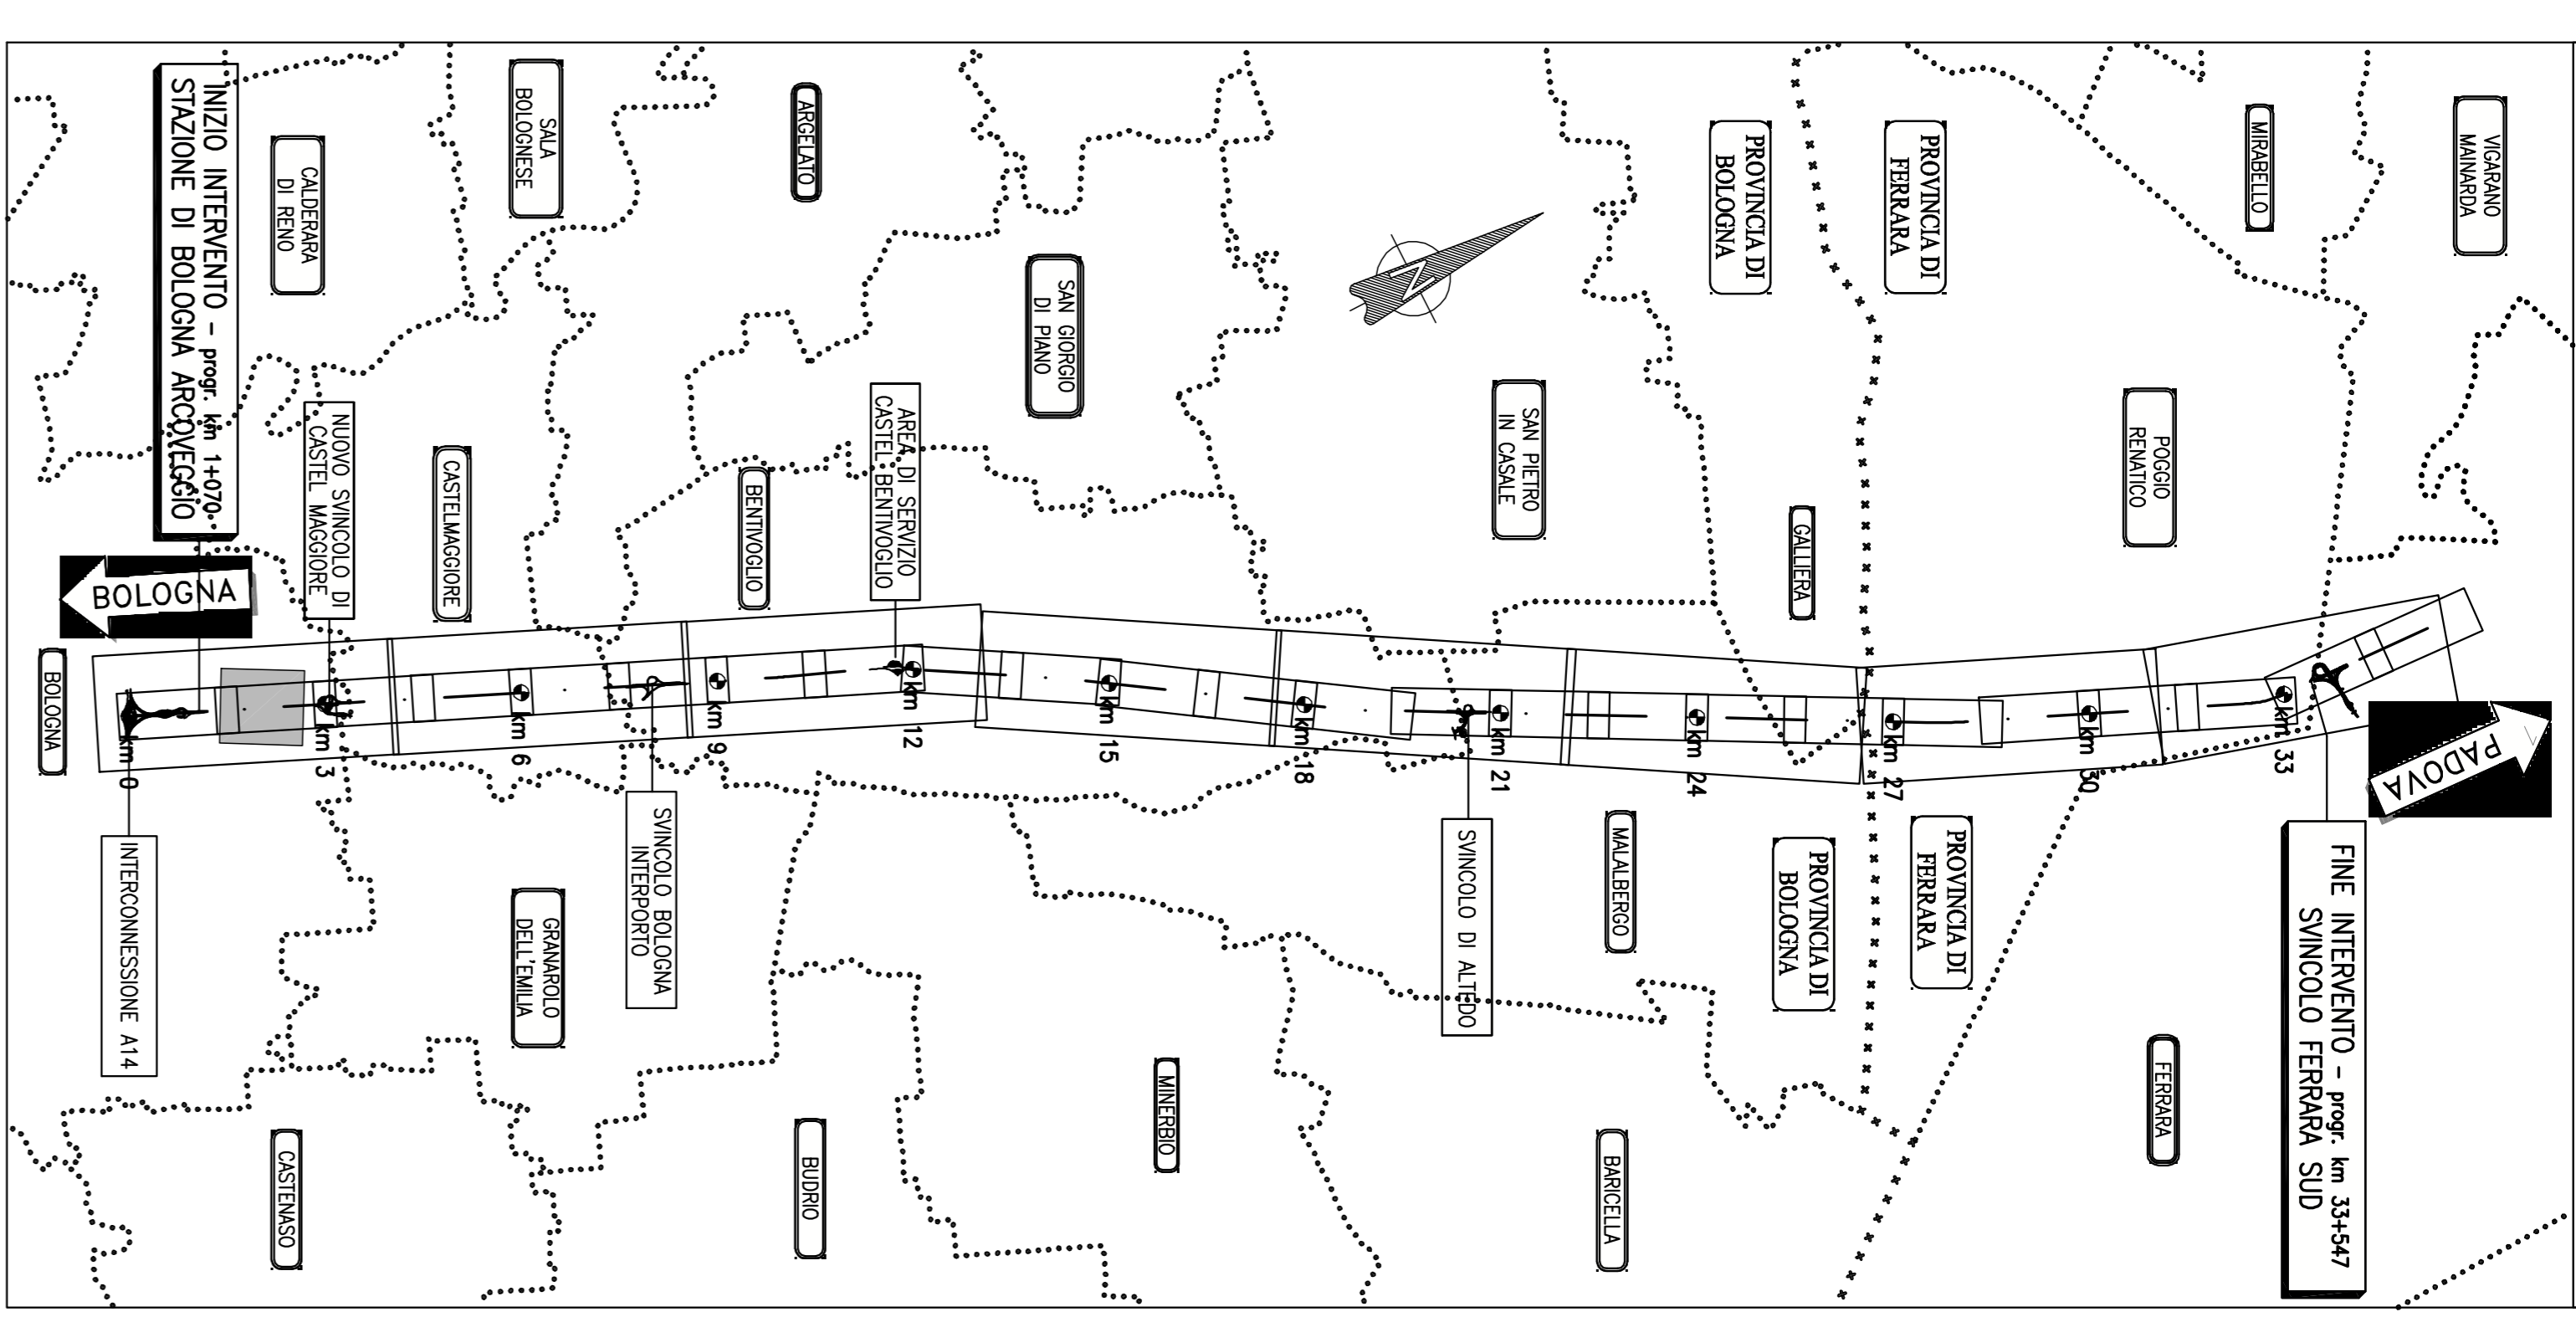 INIZIO INTERVENTO - progr. km 1+070
STAZIONE DI BOLOGNA ARCOVEGGIO
CALDERARA
DI RENO
SALA
BOLOGNESE
ARGELATO
SAN GIORGIO
DI PIANO
N
PROVINCIA DI
BOLOGNA
PROVINCIA DI
FERRARA
MIRABELLO
VIGARANO
MAINARDA
NUOVO SVINCOLO DI
CASTEL MAGGIORE
CASTELMAGGIORE
BENTIVOGLIO
AREA DI SERVIZIO
CASTEL BENTIVOGLIO
SAN PIETRO
IN CASALE
GALLIERA
POGGIO
RENATICO
BOLOGNA
BOLOGNA
km 0
km 3
km 6
km 9
km 12
km 15
km 18
km 21
km 24
km 27
km 30
km 33
PADOVA
INTERCONNESSIONE A14
GRANAROLO
DELL'EMILIA
SVINCOLO BOLOGNA
INTERPORTO
SVINCOLO DI ALTEDO
MALALBERGO
PROVINCIA DI
BOLOGNA
PROVINCIA DI
FERRARA
FINE INTERVENTO - progr. km 33+547
SVINCOLO FERRARA SUD
CASTENASO
BUDRIO
MINERBIO
BARICELLA
FERRARA